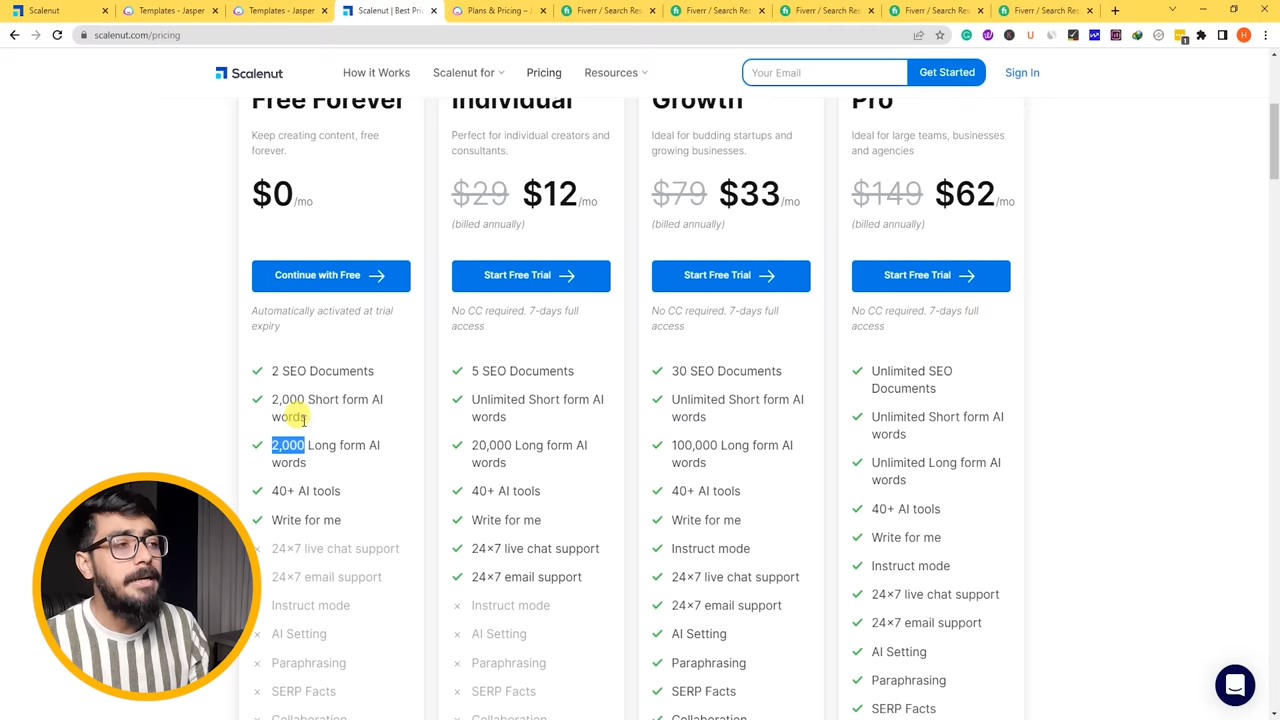 Scalenut
Templates - Jasper
Templates - Jasper
Scalenut | Best Pric
Plans & Pricing –
Fiverr / Search Res
Fiverr / Search Res
Fiverr / Search Res
Fiverr / Search Res
Fiverr / Search Res
scalenut.com/pricing
Scalenut
How it Works
Scalenut for
Pricing
Resources
Your Email
Get Started
Sign In
Free Forever
Keep creating content, free
forever.
$0/mo
Continue with Free
Automatically activated at trial
expiry
2 SEO Documents
2,000 Short form AI
words
2,000 Long form AI
words
40+ AI tools
Write for me
24×7 live chat support
24×7 email support
Instruct mode
AI Setting
Paraphrasing
SERP Facts
Collaboration
Individual
Perfect for individual creators and
consultants.
$29 $12/mo
(billed annually)
Start Free Trial
No CC required. 7-days full
access
5 SEO Documents
Unlimited Short form AI
words
20,000 Long form AI
words
40+ AI tools
Write for me
24×7 live chat support
24×7 email support
Instruct mode
AI Setting
Paraphrasing
SERP Facts
Collaboration
Growth
Ideal for budding startups and
growing businesses.
$79 $33/mo
(billed annually)
Start Free Trial
No CC required. 7-days full
access
30 SEO Documents
Unlimited Short form AI
words
100,000 Long form AI
words
40+ AI tools
Write for me
Instruct mode
24×7 live chat support
24×7 email support
AI Setting
Paraphrasing
SERP Facts
Collaboration
Pro
Ideal for large teams, businesses
and agencies
$149 $62/mo
(billed annually)
Start Free Trial
No CC required. 7-days full
access
Unlimited SEO
Documents
Unlimited Short form AI
words
Unlimited Long form AI
words
40+ AI tools
Write for me
Instruct mode
24×7 live chat support
24×7 email support
AI Setting
Paraphrasing
SERP Facts